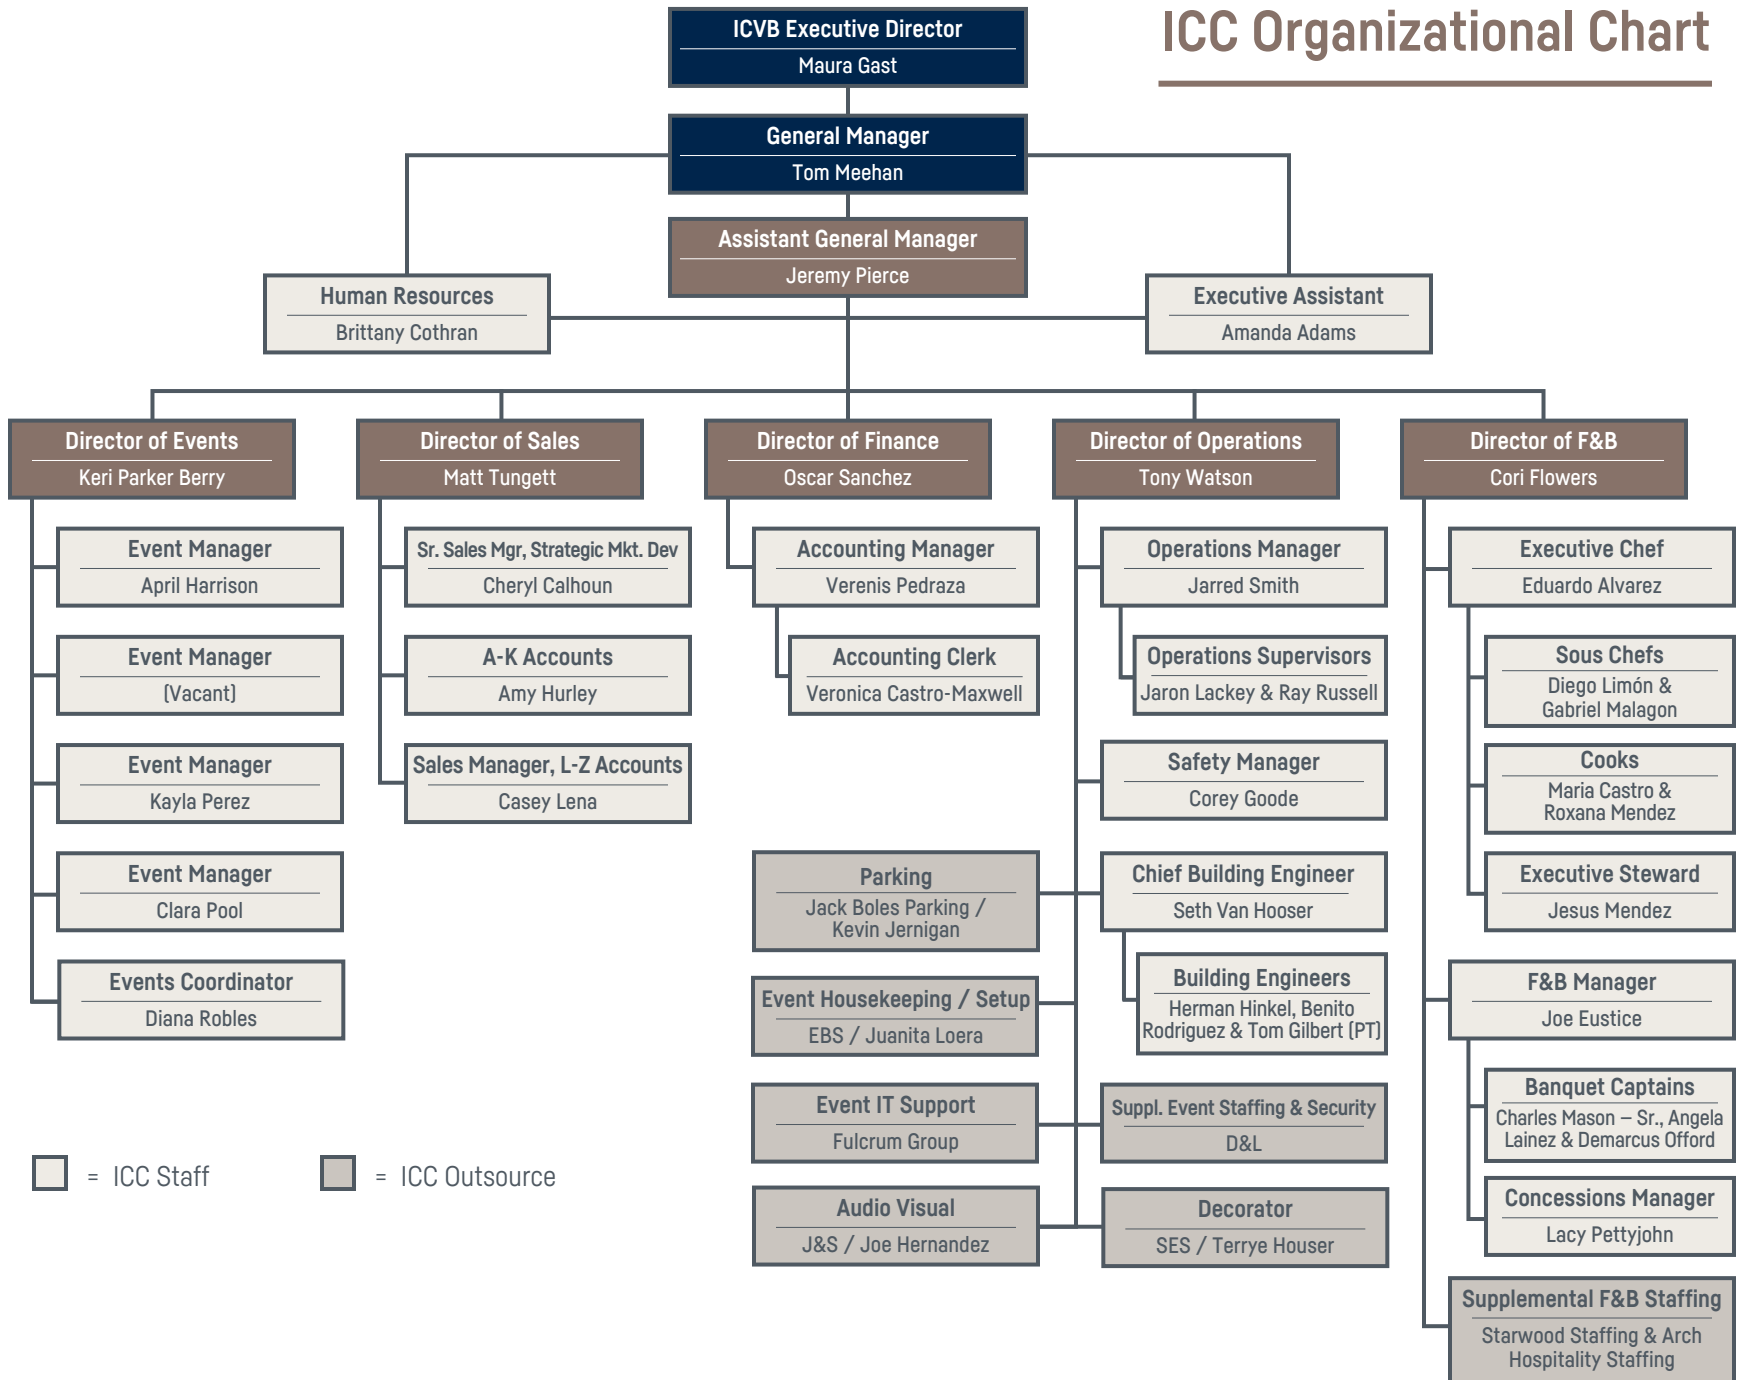 ICC Organizational Chart
ICVB Executive Director
Maura Gast
General Manager
Tom Meehan
Assistant General Manager
Jeremy Pierce
Human Resources
Brittany Cothran
Executive Assistant
Amanda Adams
Director of Events
Keri Parker Berry
Event Manager
April Harrison
Event Manager
(Vacant)
Event Manager
Kayla Perez
Event Manager
Clara Pool
Events Coordinator
Diana Robles
Director of Sales
Matt Tungett
Sr. Sales Mgr, Strategic Mkt. Dev
Cheryl Calhoun
A-K Accounts
Amy Hurley
Sales Manager, L-Z Accounts
Casey Lena
Director of Finance
Oscar Sanchez
Accounting Manager
Verenis Pedraza
Accounting Clerk
Veronica Castro-Maxwell
Director of Operations
Tony Watson
Operations Manager
Jarred Smith
Operations Supervisors
Jaron Lackey & Ray Russell
Safety Manager
Corey Goode
Parking
Jack Boles Parking /
Kevin Jernigan
Chief Building Engineer
Seth Van Hooser
Building Engineers
Herman Hinkel, Benito
Rodriguez & Tom Gilbert (PT)
Event Housekeeping / Setup
EBS / Juanita Loera
Event IT Support
Fulcrum Group
Suppl. Event Staffing & Security
D&L
Audio Visual
J&S / Joe Hernandez
Decorator
SES / Terrye Houser
Director of F&B
Cori Flowers
Executive Chef
Eduardo Alvarez
Sous Chefs
Diego Limón &
Gabriel Malagon
Cooks
Maria Castro &
Roxana Mendez
Executive Steward
Jesus Mendez
F&B Manager
Joe Eustice
Banquet Captains
Charles Mason – Sr., Angela
Lainez & Demarcus Offord
Concessions Manager
Lacy Pettyjohn
Supplemental F&B Staffing
Starwood Staffing & Arch
Hospitality Staffing
= ICC Staff
= ICC Outsource